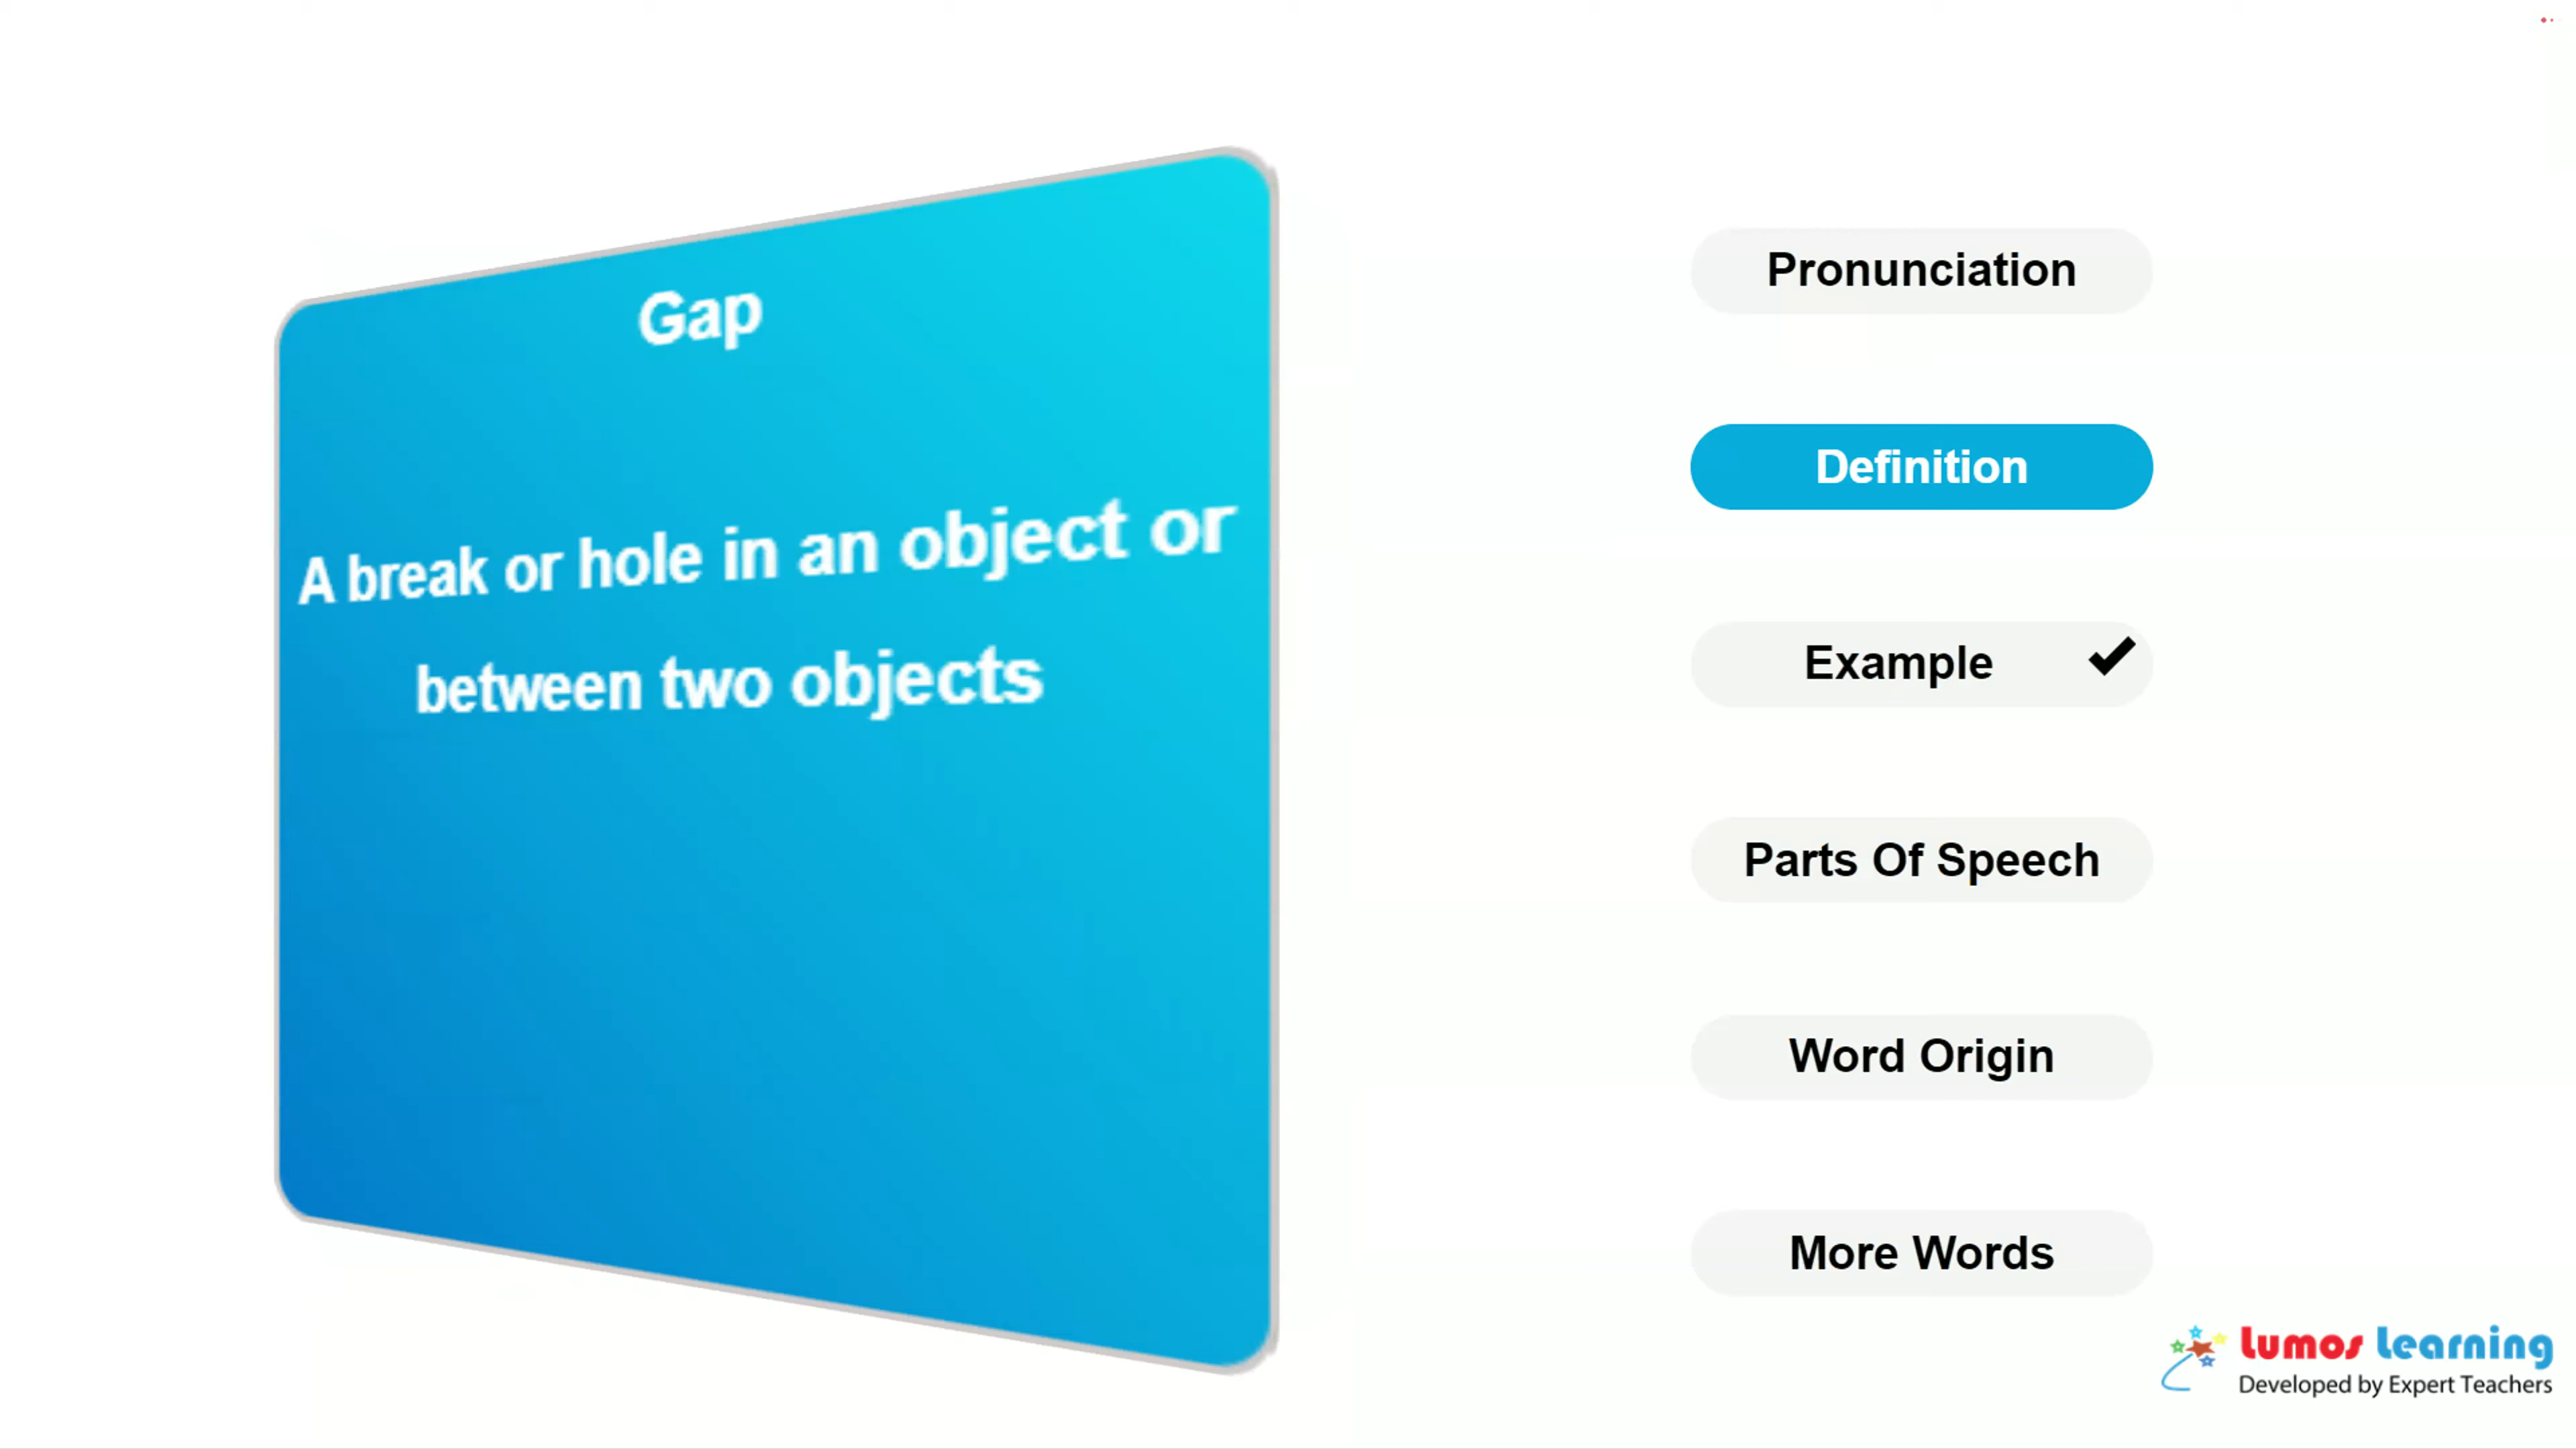 Gap
A break or hole in an object or
between two objects
Pronunciation
Definition
Example
Parts Of Speech
Word Origin
More Words
Lumos Learning
Developed by Expert Teachers